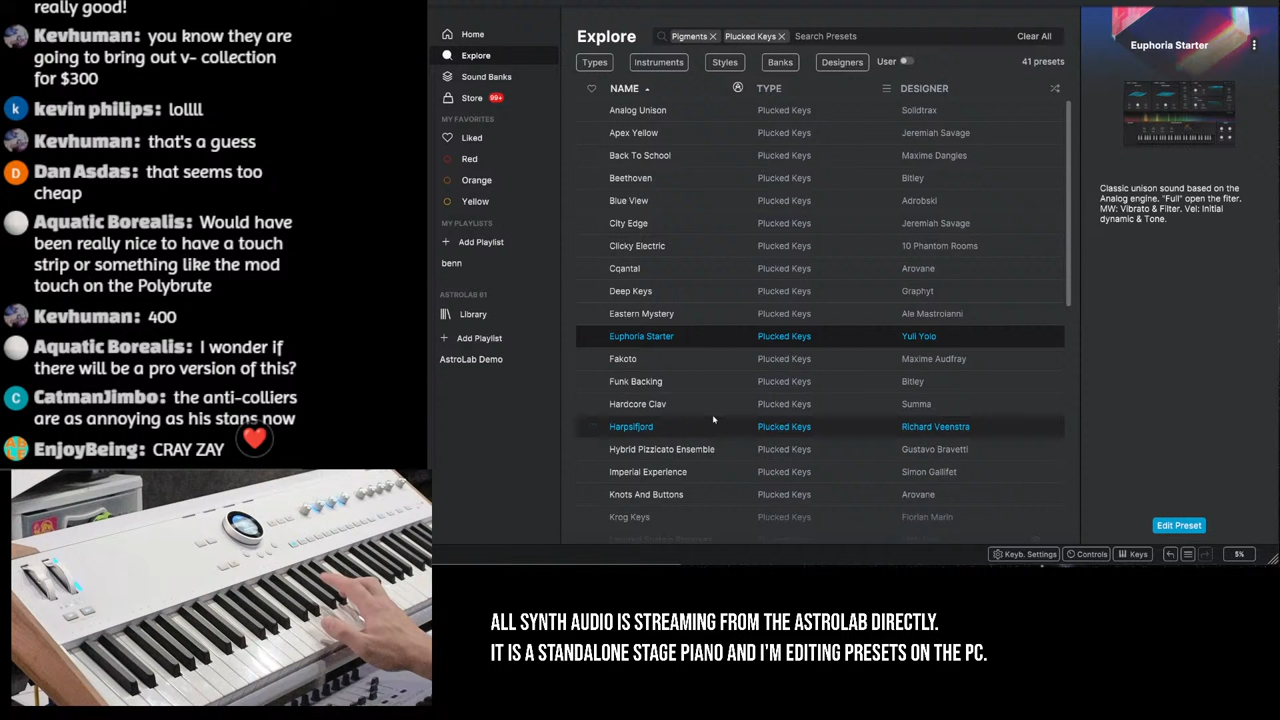 really good!
Kevhuman: you know they are
going to bring out v- collection
for $300
k
kevin philips: lollll
Kevhuman: that's a guess
D
Dan Asdas: that seems too
cheap
Aquatic Borealis: Would have
been really nice to have a touch
strip or something like the mod
touch on the Polybrute
Kevhuman: 400
Aquatic Borealis: I wonder if
there will be a pro version of this?
C
CatmanJimbo: the anti-colliers
are as annoying as his stans now
EnjoyBeing: CRAY ZAY
Home
Explore
Sound Banks
Store 99+
MY FAVORITES
Liked
Red
Orange
Yellow
MY PLAYLISTS
+ Add Playlist
benn
ASTROLAB 61
Library
+ Add Playlist
AstroLab Demo
Explore
Pigments X Plucked Keys X Search Presets Clear All
Types Instruments Styles Banks Designers User 41 presets
NAME TYPE DESIGNER
Analog Unison Plucked Keys Solidtrax
Apex Yellow Plucked Keys Jeremiah Savage
Back To School Plucked Keys Maxime Dangles
Beethoven Plucked Keys Bitley
Blue View Plucked Keys Adrobski
City Edge Plucked Keys Jeremiah Savage
Clicky Electric Plucked Keys 10 Phantom Rooms
Cqantal Plucked Keys Arovane
Deep Keys Plucked Keys Graphyt
Eastern Mystery Plucked Keys Ale Mastroianni
Euphoria Starter Plucked Keys Yuli Yolo
Fakoto Plucked Keys Maxime Audfray
Funk Backing Plucked Keys Bitley
Hardcore Clav Plucked Keys Summa
Harpsifjord Plucked Keys Richard Veenstra
Hybrid Pizzicato Ensemble Plucked Keys Gustavo Bravetti
Imperial Experience Plucked Keys Simon Gallifet
Knots And Buttons Plucked Keys Arovane
Krog Keys Plucked Keys Florian Marin
Euphoria Starter
Classic unison sound based on the
Analog engine. "Full" open the fiter.
MW: Vibrato & Filter. Vel: Initial
dynamic & Tone.
Edit Preset
Keyb. Settings Controls Keys 5%
ALL SYNTH AUDIO IS STREAMING FROM THE ASTROLAB DIRECTLY.
IT IS A STANDALONE STAGE PIANO AND I'M EDITING PRESETS ON THE PC.